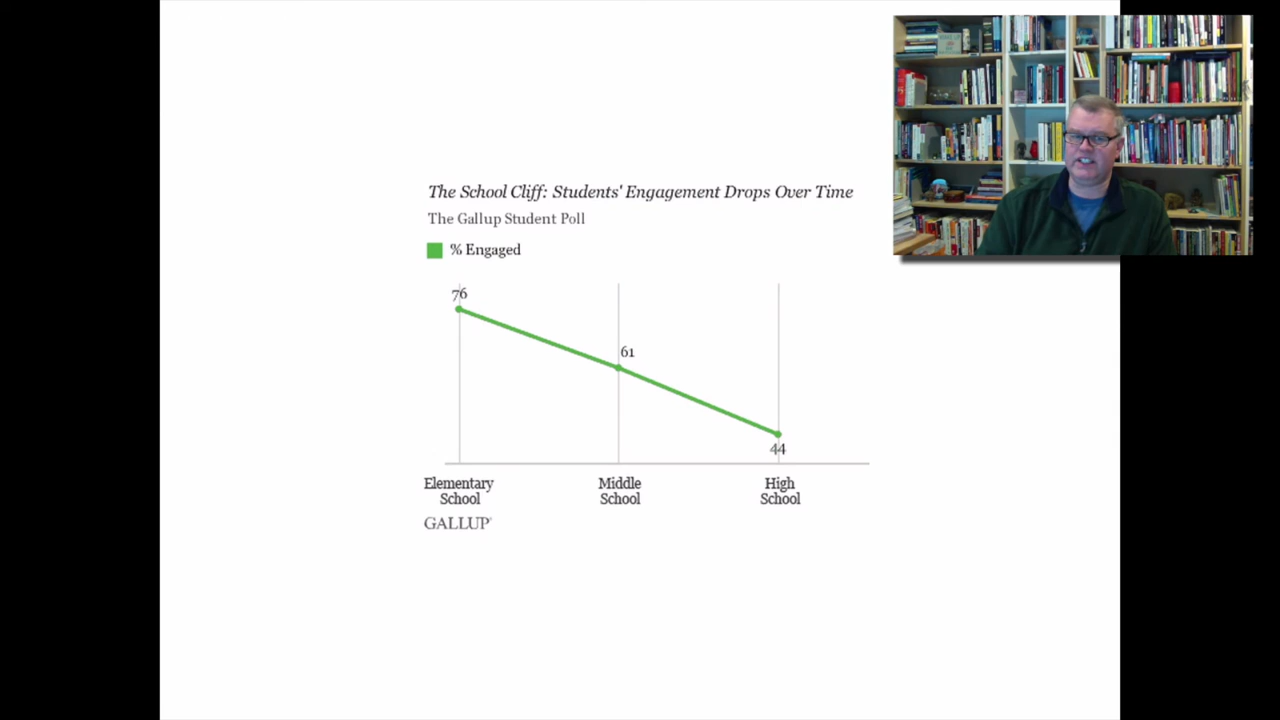 The School Cliff: Students' Engagement Drops Over Time
The Gallup Student Poll
% Engaged
76
61
44
Elementary School
Middle School
High School
GALLUP®